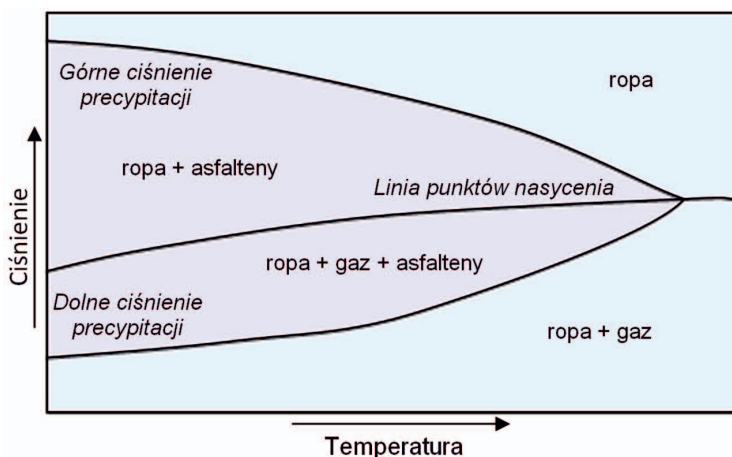 Górne ciśnienie
precypitacji
ropa
ropa + asfalteny
Linia punktów nasycenia
Ciśnienie
ropa + gaz + asfalteny
Dolne ciśnienie
precypitacji
ropa + gaz
Temperatura